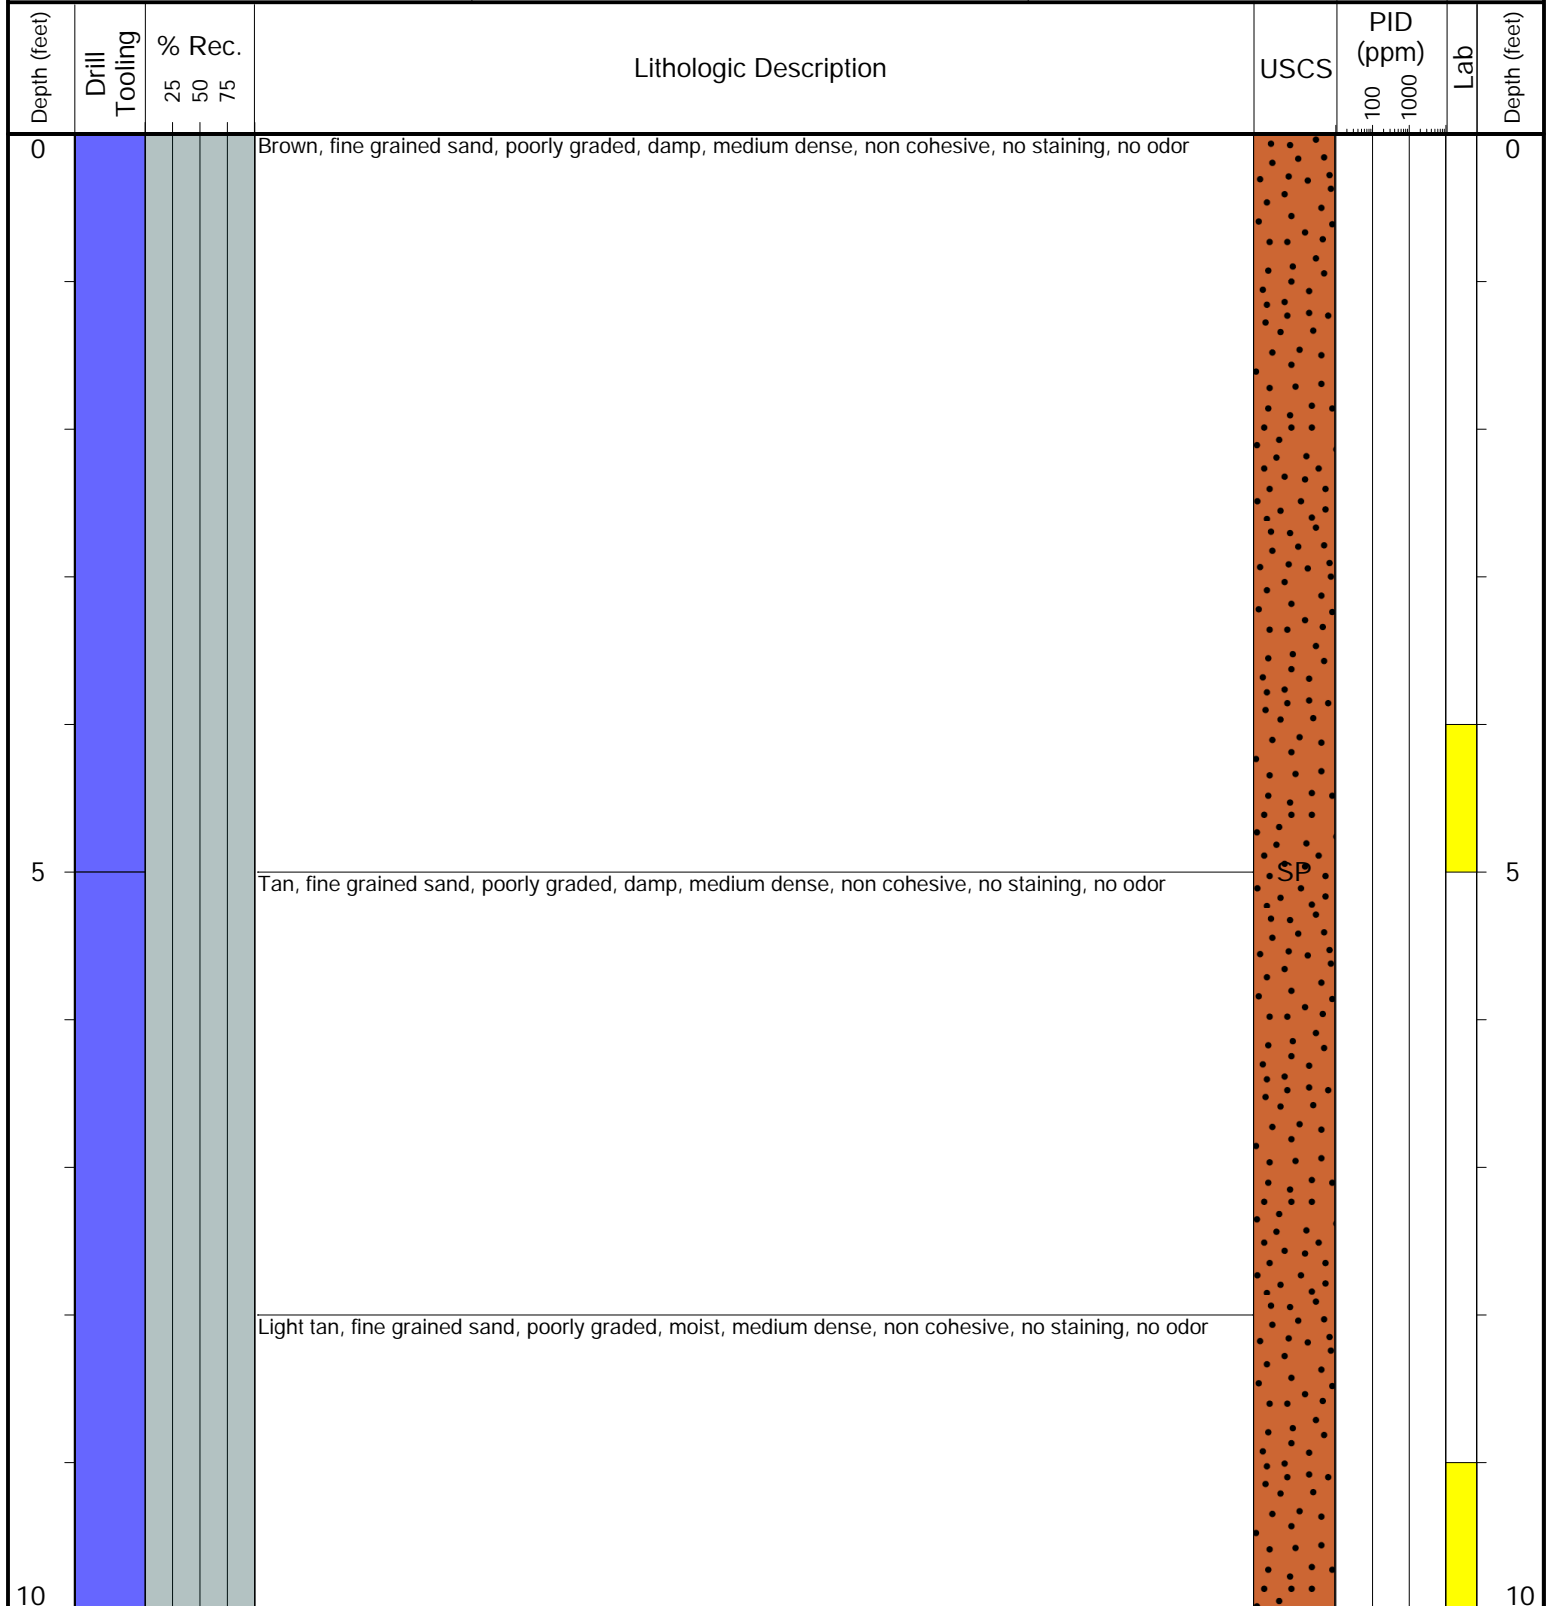 Depth (feet)
Drill
Tooling
% Rec.
25 50 75
Lithologic Description
USCS
PID
(ppm)
100 1000
Lab
Depth (feet)
0 Brown, fine grained sand, poorly graded, damp, medium dense, non cohesive, no staining, no odor 0
5 SP 5
Tan, fine grained sand, poorly graded, damp, medium dense, non cohesive, no staining, no odor
Light tan, fine grained sand, poorly graded, moist, medium dense, non cohesive, no staining, no odor
10 10